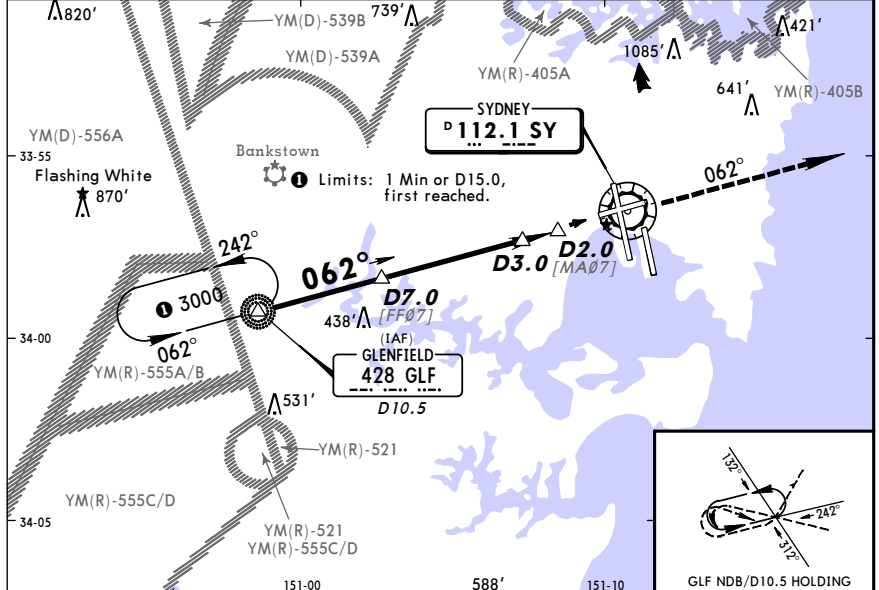 820'
YM(D)-539B
739'
421'
YM(D)-539A
1085'
YM(R)-405A
641'
YM(R)-405B
SYDNEY
D 112.1 SY
YM(D)-556A
Bankstown
33-55
Flashing White
870'
1 Limits: 1 Min or D15.0,
first reached.
062°
242°
062°
D3.0
D2.0
[MA07]
1 3000
D7.0
[FF07]
438'
34-00
062°
(IAF)
GLENFIELD
428 GLF
D10.5
YM(R)-555A/B
531'
YM(R)-521
132°
242°
312°
YM(R)-555C/D
34-05
YM(R)-521
YM(R)-555C/D
151-00
588'
151-10
GLF NDB/D10.5 HOLDING